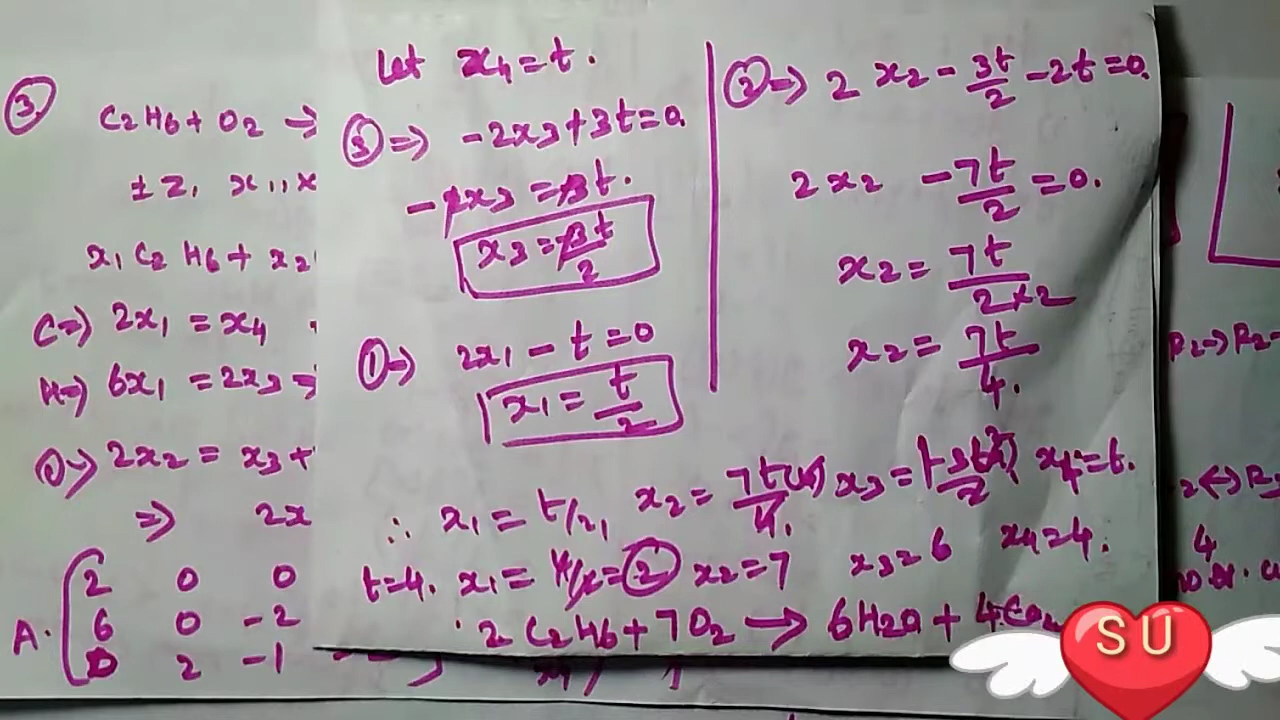 ③
C2H6 + O2 →
x1 C2 H6 + x2
C ⇒ 2x1 = x4
H ⇒ 6x1 = 2x3 ⇒
2x2 = x3 +
⇒ 2x
A.
2 0 0
6 0 -2
0 2 -1
Let x4 = t.
③ ⇒ -2x3 + 3t = 0.
-2x3 = -3t.
x3 = 3t/2
① ⇒ 2x1 - t = 0
x1 = t/2
② ⇒ 2x2 - 3t/2 - 2t = 0.
2x2 - 7t/2 = 0.
x2 = 7t/2×2
x2 = 7t/4.
∴ x1 = t/2, x2 = 7t(4)/4. x3 = 3t/2 x4 = t.
t=4. x1 = 4/2 = ② x2 = 7 x3 = 6 x4 = 4.
2 C2H6 + 7O2 → 6H2O + 4CO2
R2→R2-
4
SU